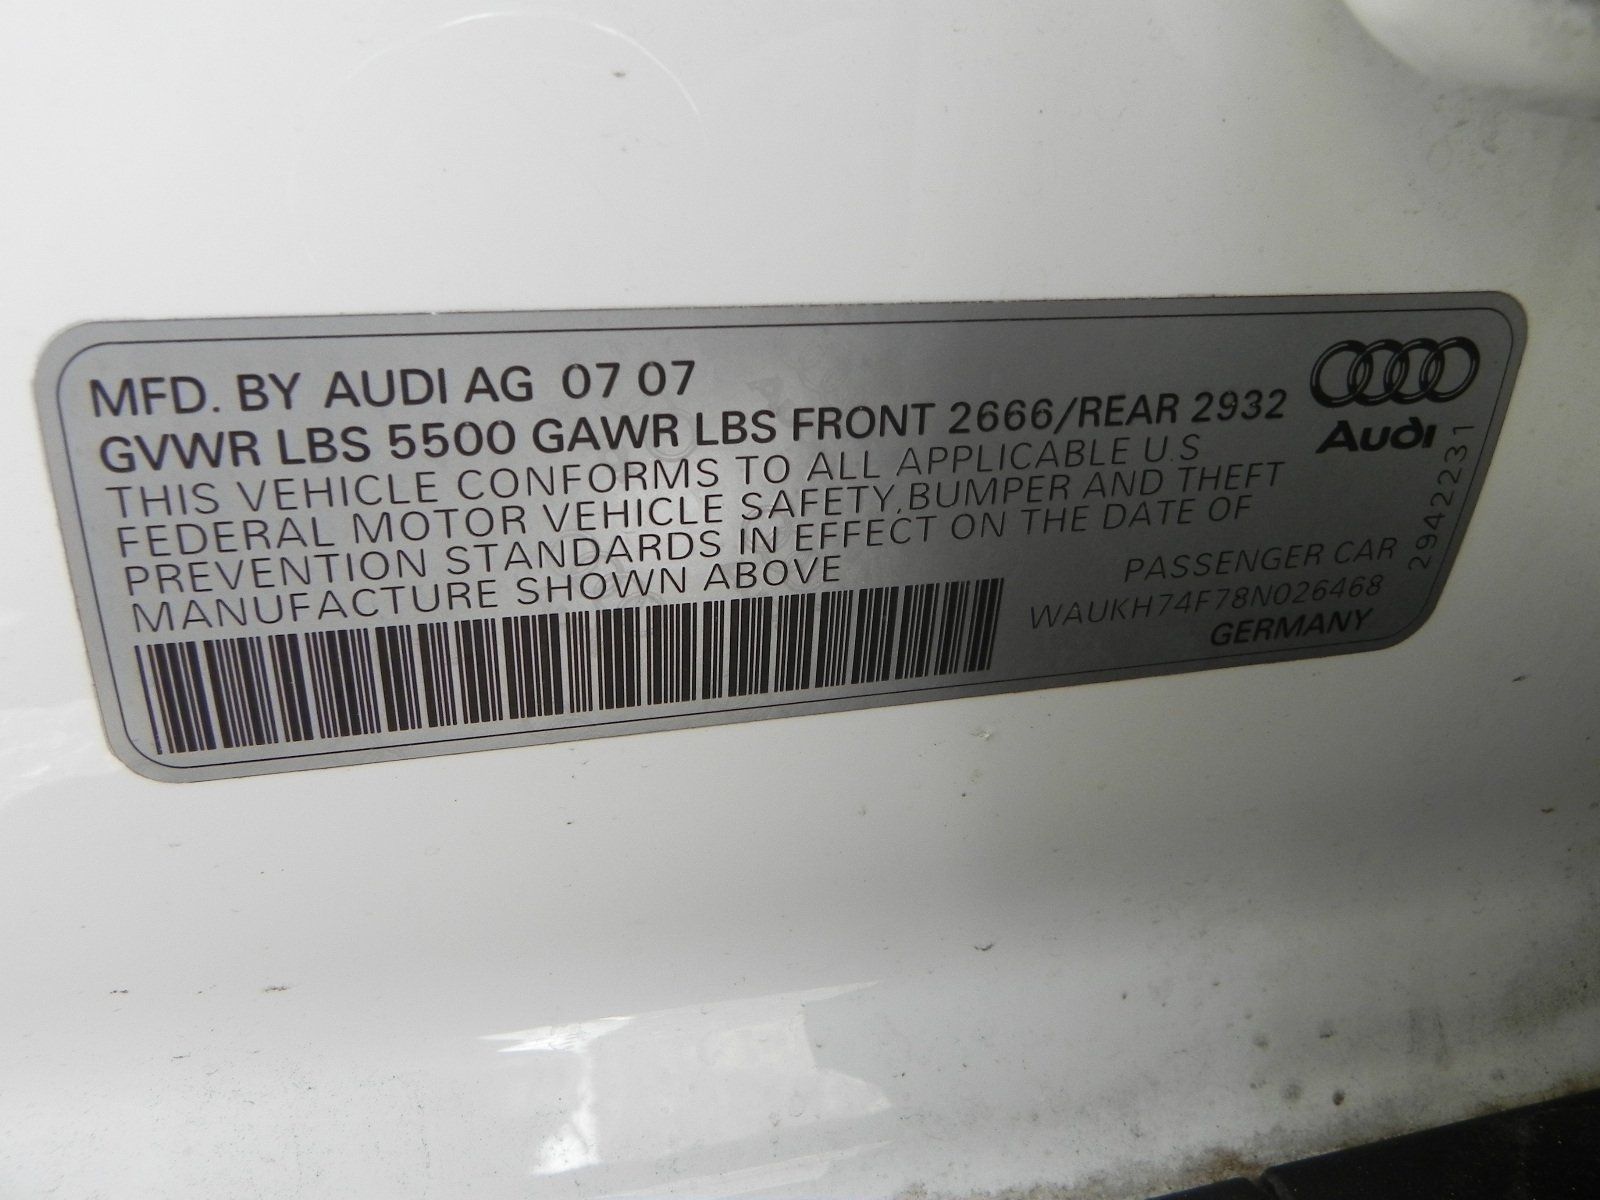 MFD. BY AUDI AG 07 07
GVWR LBS 5500 GAWR LBS FRONT 2666/REAR 2932
THIS VEHICLE CONFORMS TO ALL APPLICABLE U.S
FEDERAL MOTOR VEHICLE SAFETY, BUMPER AND THEFT
PREVENTION STANDARDS IN EFFECT ON THE DATE OF
MANUFACTURE SHOWN ABOVE
Audi
2942231
PASSENGER CAR
WAUKH74F78N026468
GERMANY